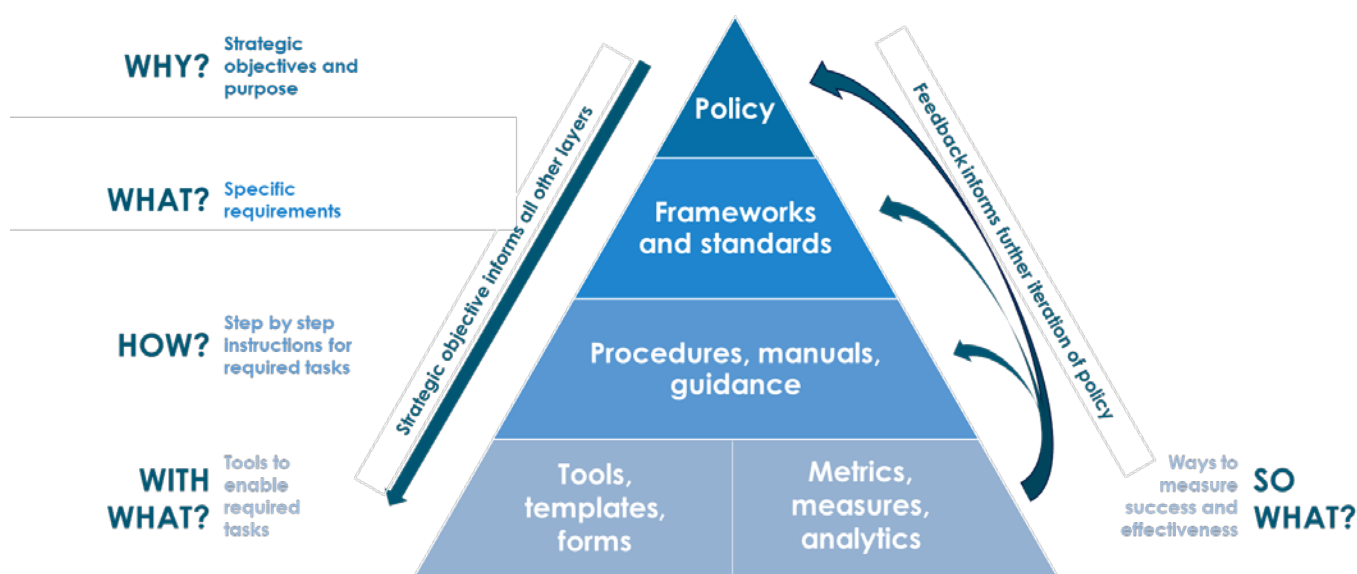 WHY?
Strategic
objectives and
purpose
Policy
WHAT?
Specific
requirements
Frameworks
and standards
HOW?
Step by step
instructions for
required tasks
Procedures, manuals,
guidance
WITH
WHAT?
Tools to
enable
required
tasks
Tools,
templates,
forms
Metrics,
measures,
analytics
Ways to
measure
success and
effectiveness
SO
WHAT?
Strategic objective informs all other layers
Feedback informs further iteration of policy